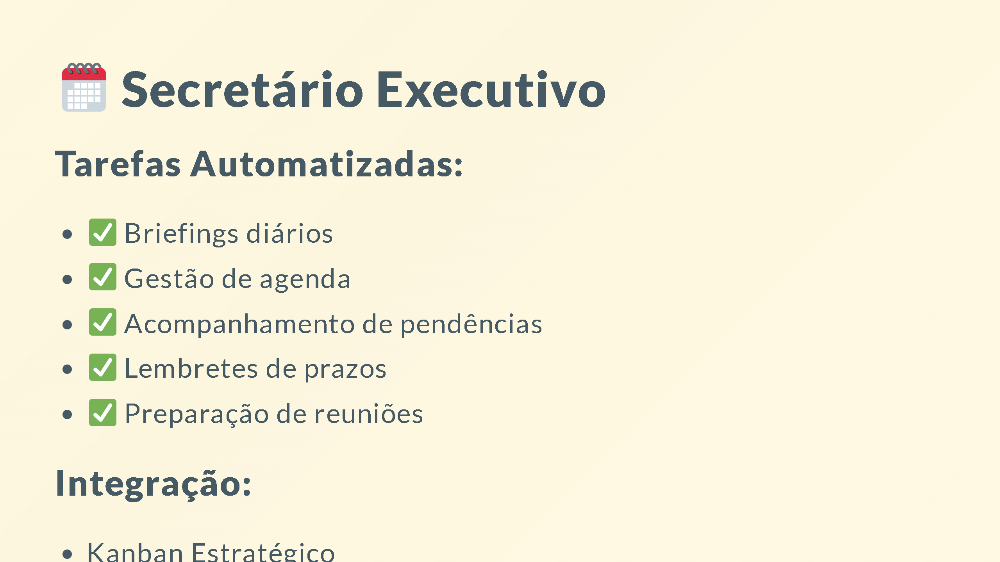 Secretário Executivo
Tarefas Automatizadas:
• ✅ Briefings diários
• ✅ Gestão de agenda
• ✅ Acompanhamento de pendências
• ✅ Lembretes de prazos
• ✅ Preparação de reuniões
Integração:
• Kanban Estratégico